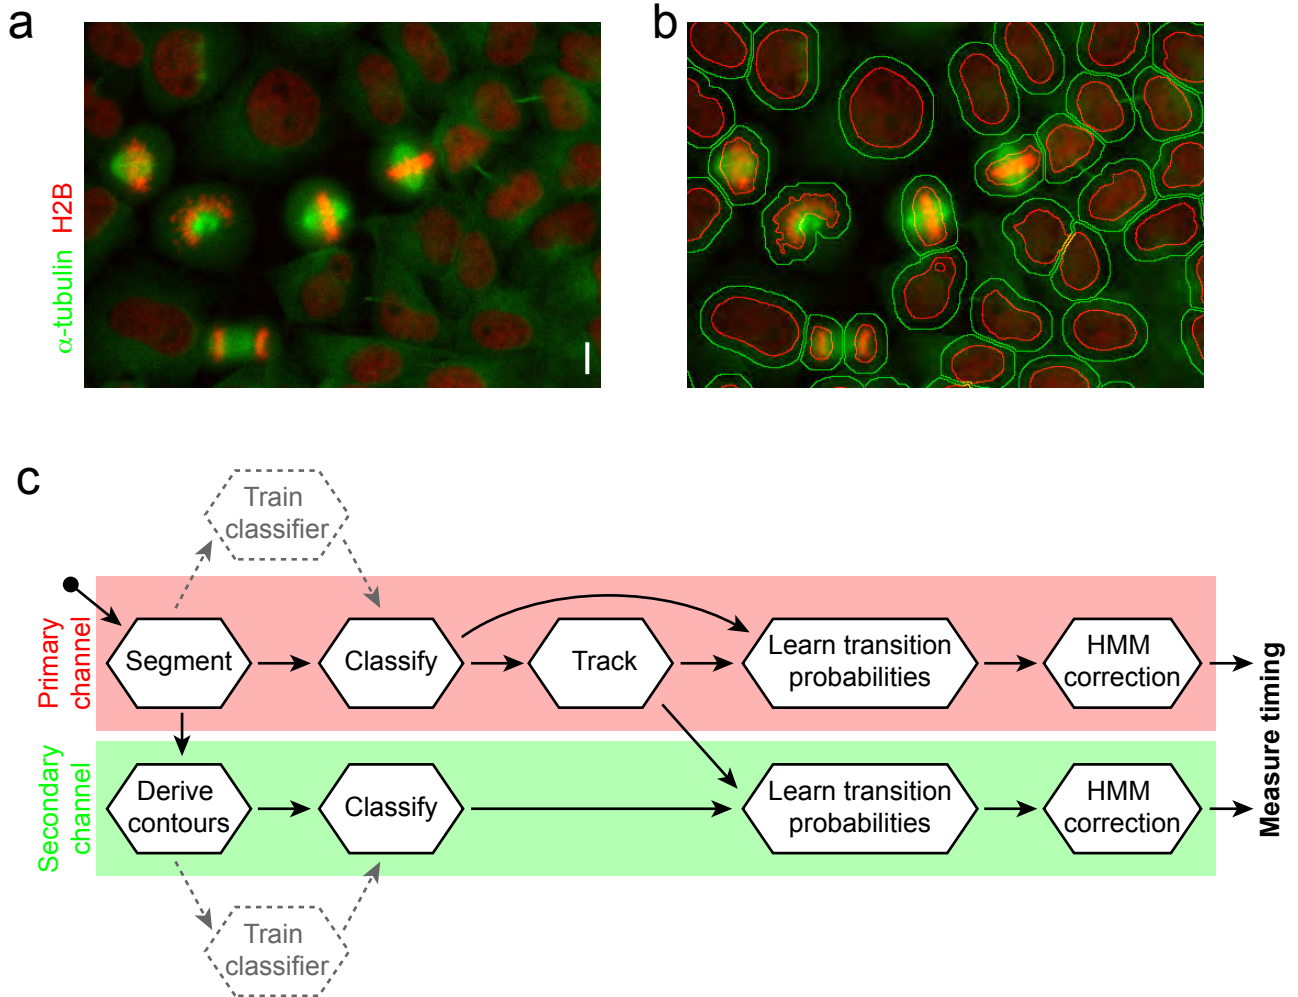 a
b
α-tubulin H2B
c
Train
classifier
Primary
channel
Segment
Classify
Track
Learn transition
probabilities
HMM
correction
Secondary
channel
Derive
contours
Classify
Learn transition
probabilities
HMM
correction
Measure timing
Train
classifier